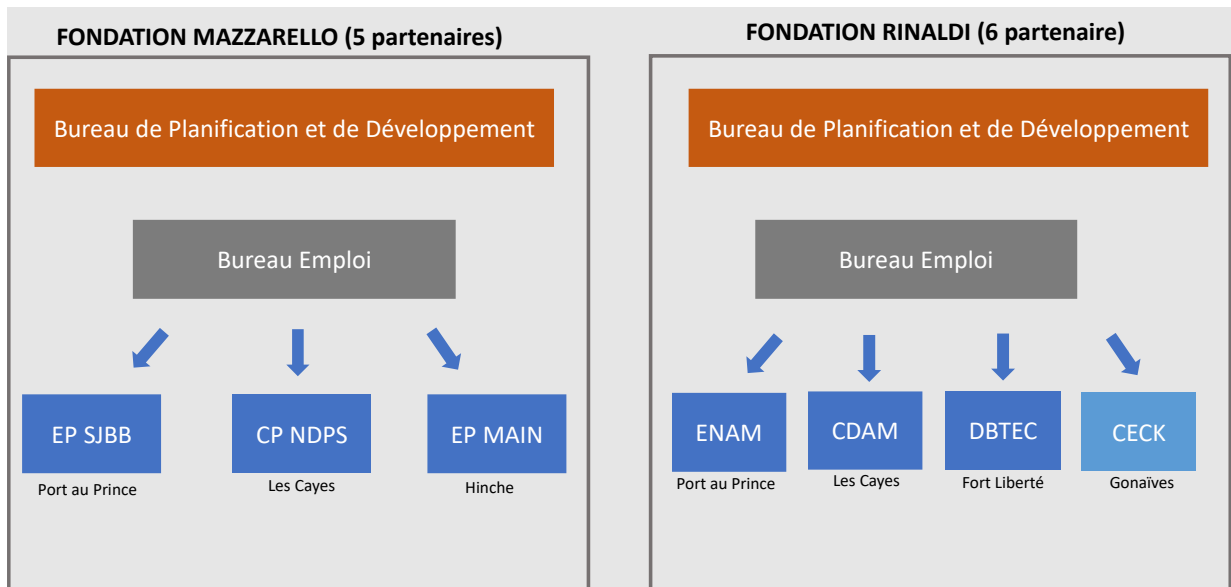 FONDATION MAZZARELLO (5 partenaires)
Bureau de Planification et de Développement
Bureau Emploi
EP SJBB
CP NDPS
EP MAIN
Port au Prince
Les Cayes
Hinche
FONDATION RINALDI (6 partenaire)
Bureau de Planification et de Développement
Bureau Emploi
ENAM
CDAM
DBTEC
CECK
Port au Prince
Les Cayes
Fort Liberté
Gonaïves